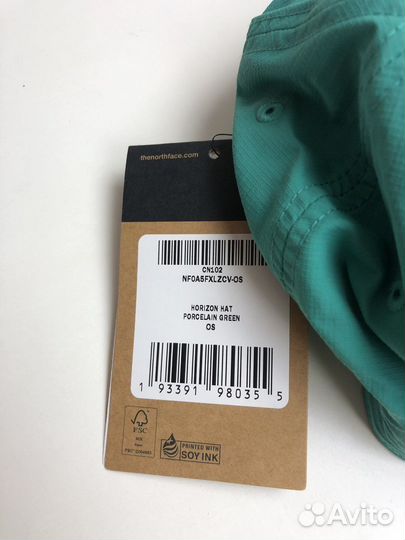 thenorthface.com
CN102
NF0A5FXLZCV-OS
HORIZON HAT
PORCELAIN GREEN
OS
1 93391 98035 5
FSC
MIX
PRINTED WITH
SOY INK
Avito